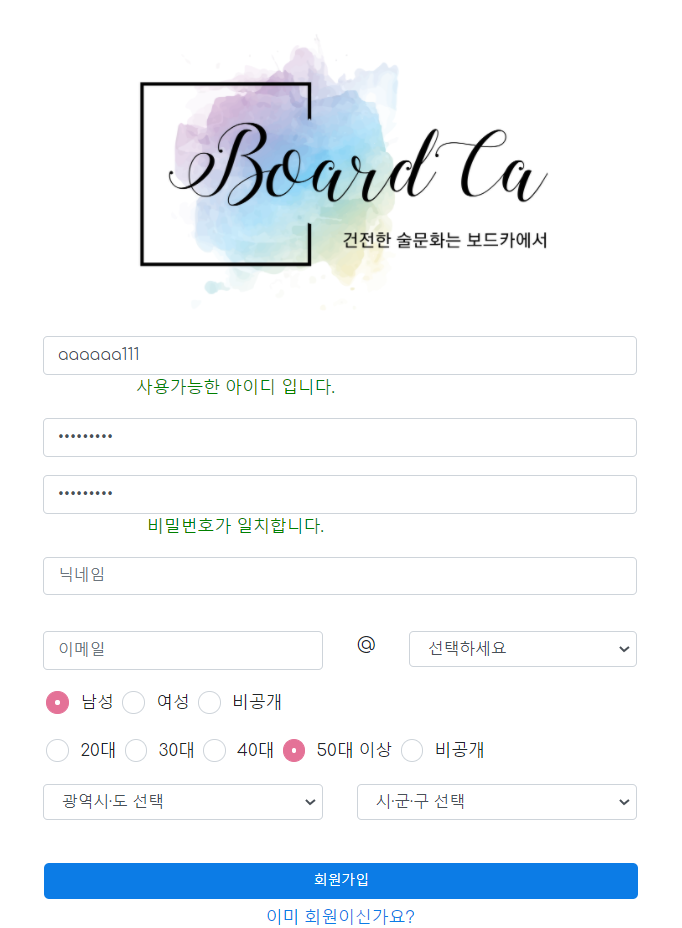 Board Ca
건전한 술문화는 보드카에서
aaaaaa111
사용가능한 아이디 입니다.
•••••••••
•••••••••
비밀번호가 일치합니다.
닉네임
이메일 @ 선택하세요
남성 여성 비공개
20대 30대 40대 50대 이상 비공개
광역시·도 선택 시·군·구 선택
회원가입
이미 회원이신가요?